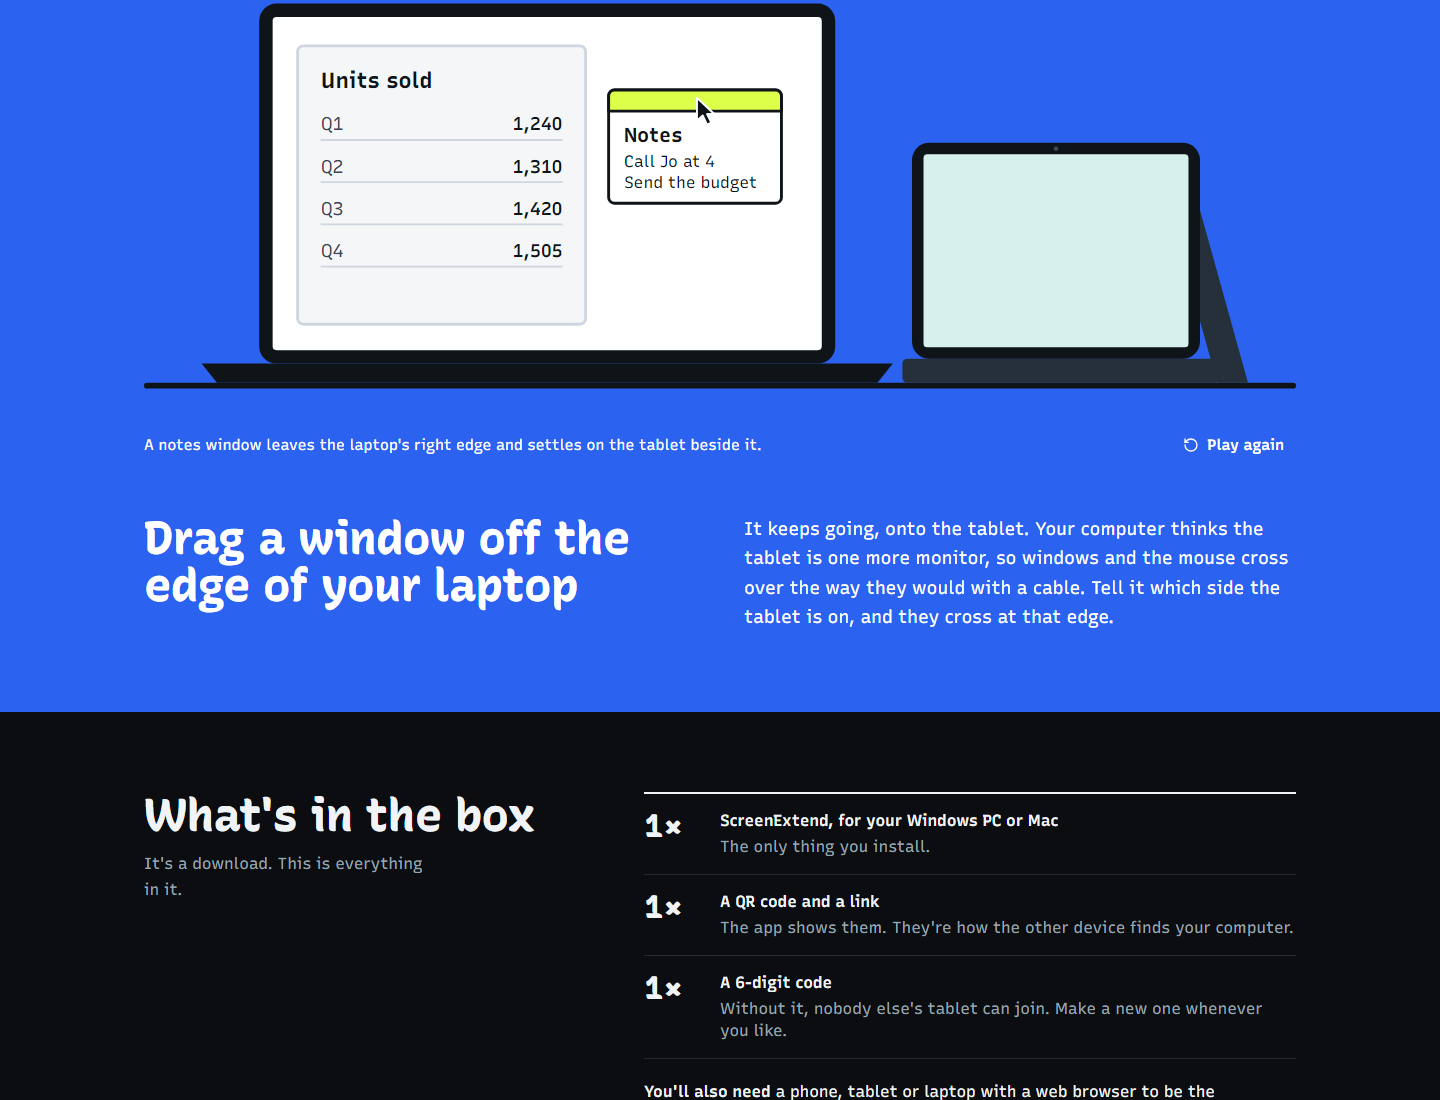 Units sold
Q1 1,240
Q2 1,310
Q3 1,420
Q4 1,505
Notes
Call Jo at 4
Send the budget
A notes window leaves the laptop's right edge and settles on the tablet beside it.
Play again
Drag a window off the
edge of your laptop
It keeps going, onto the tablet. Your computer thinks the
tablet is one more monitor, so windows and the mouse cross
over the way they would with a cable. Tell it which side the
tablet is on, and they cross at that edge.
What's in the box
It's a download. This is everything
in it.
1× ScreenExtend, for your Windows PC or Mac
The only thing you install.
1× A QR code and a link
The app shows them. They're how the other device finds your computer.
1× A 6-digit code
Without it, nobody else's tablet can join. Make a new one whenever
you like.
You'll also need a phone, tablet or laptop with a web browser to be the